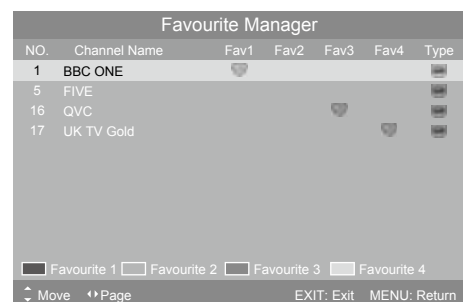 Favourite Manager
NO. Channel Name Fav1 Fav2 Fav3 Fav4 Type
1 BBC ONE
5 FIVE
16 QVC
17 UK TV Gold
Favourite 1 Favourite 2 Favourite 3 Favourite 4
Move Page EXIT: Exit MENU: Return